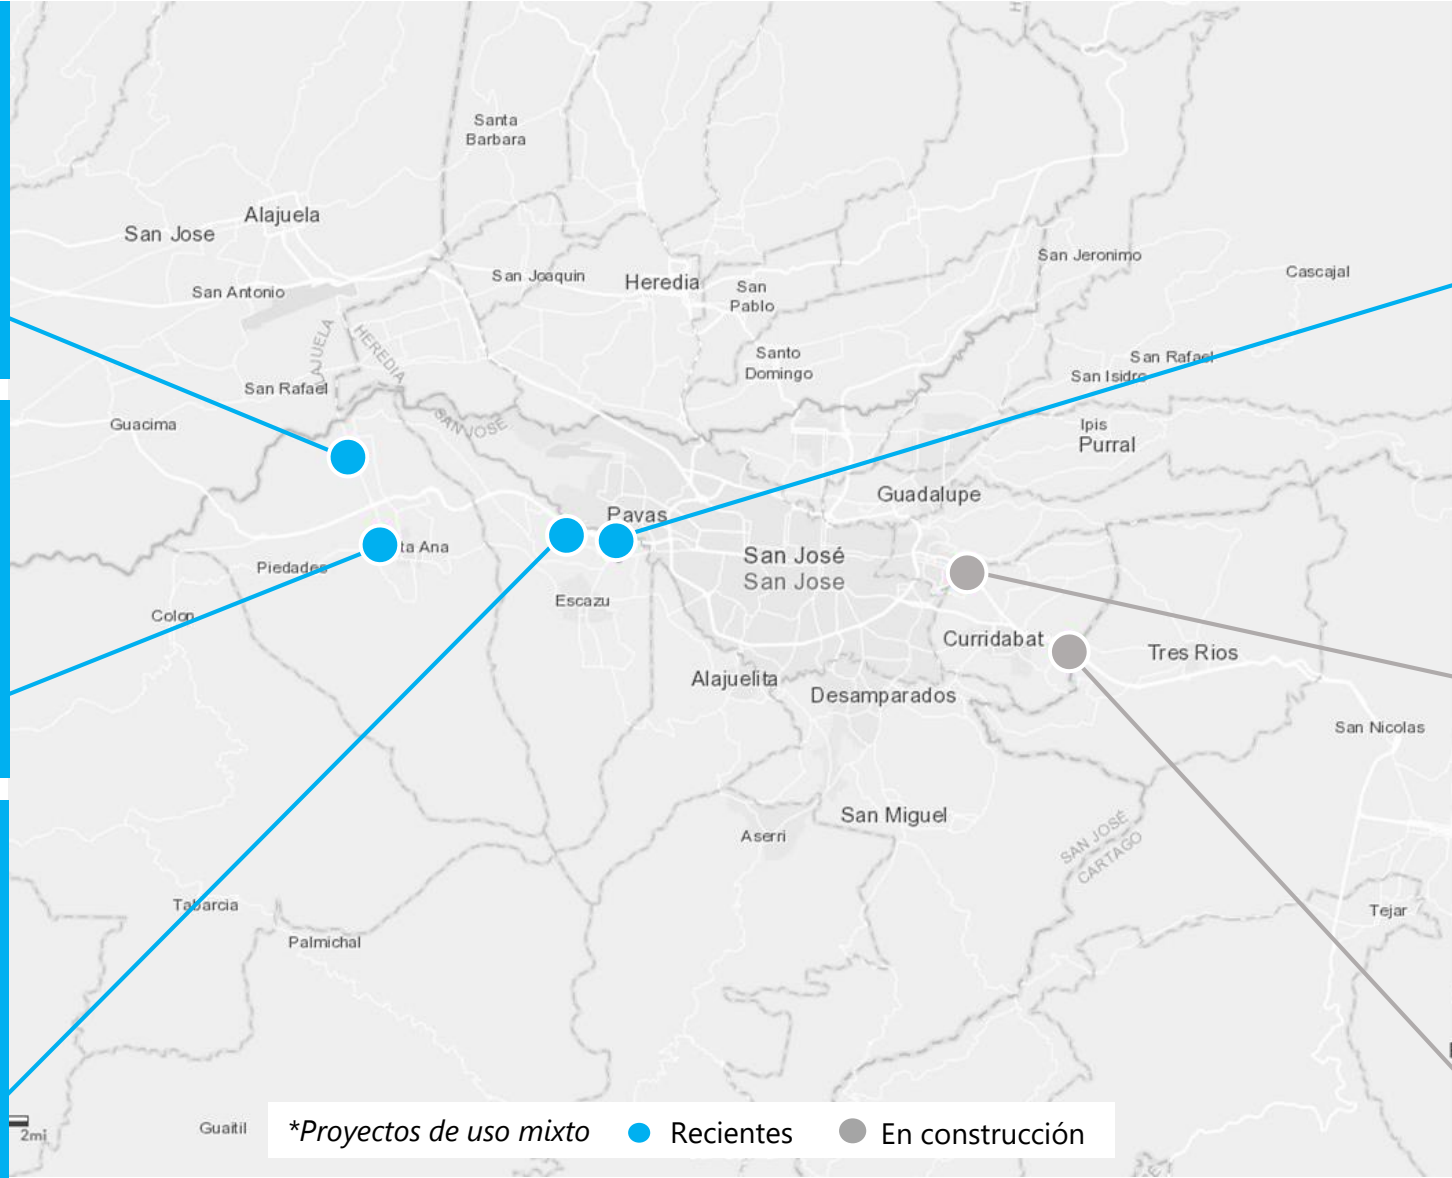 Santa
Barbara
Alajuela
San Jose
San Joaquin
Heredia
San
Pablo
San Antonio
San Jeronimo
Cascajal
AJUELA
HEREDIA
Santo
Domingo
San Rafael
San Isidro
San Rafael
Guacima
SAN JOSÉ
Ipis
Purral
Guadalupe
Pavas
ta Ana
Piedades
San José
San Jose
Escazu
Colon
Curridabat
Tres Rios
Alajuelita
Desamparados
San Nicolas
San Miguel
Aserri
SAN JOSÉ
CARTAGO
Tabarcia
Palmichal
Tejar
2mi
Guaitil
*Proyectos de uso mixto
Recientes
En construcción